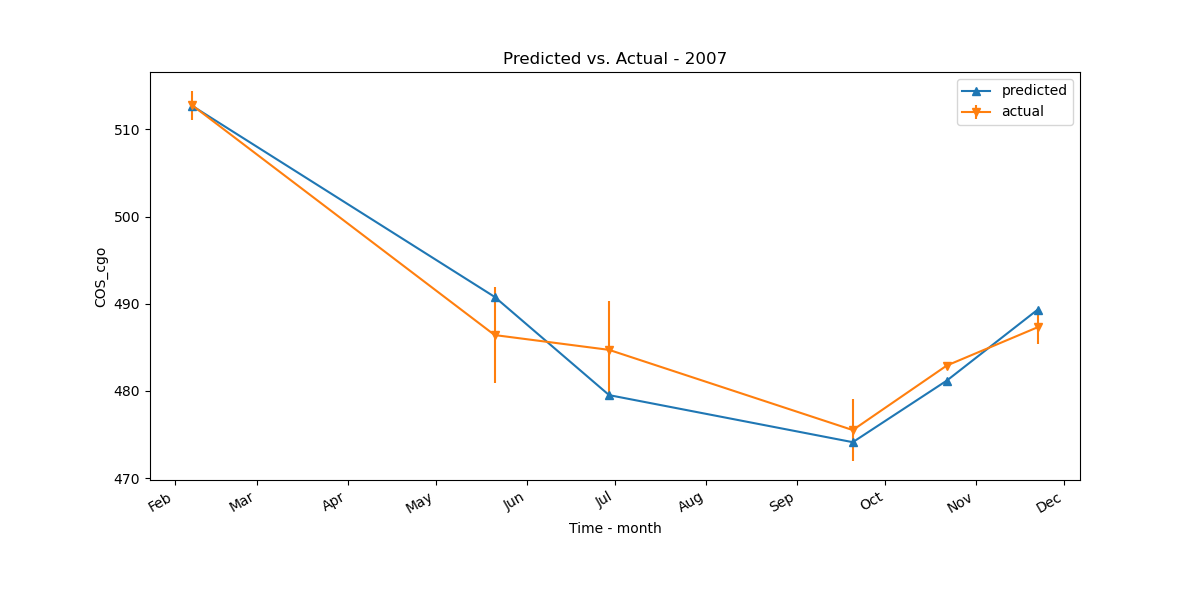 Predicted vs. Actual - 2007
predicted
actual
COS_cgo
510
500
490
480
470
Feb
Mar
Apr
May
Jun
Jul
Aug
Sep
Oct
Nov
Dec
Time - month